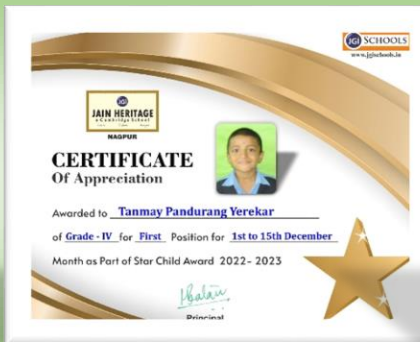 JGI SCHOOLS
www.jgischools.in
JGI
JAIN HERITAGE
a Cambridge School
NAGPUR
CERTIFICATE
Of Appreciation
Awarded to Tanmay Pandurang Yerekar
of Grade - IV for First Position for 1st to 15th December
Month as Part of Star Child Award 2022- 2023
Principal